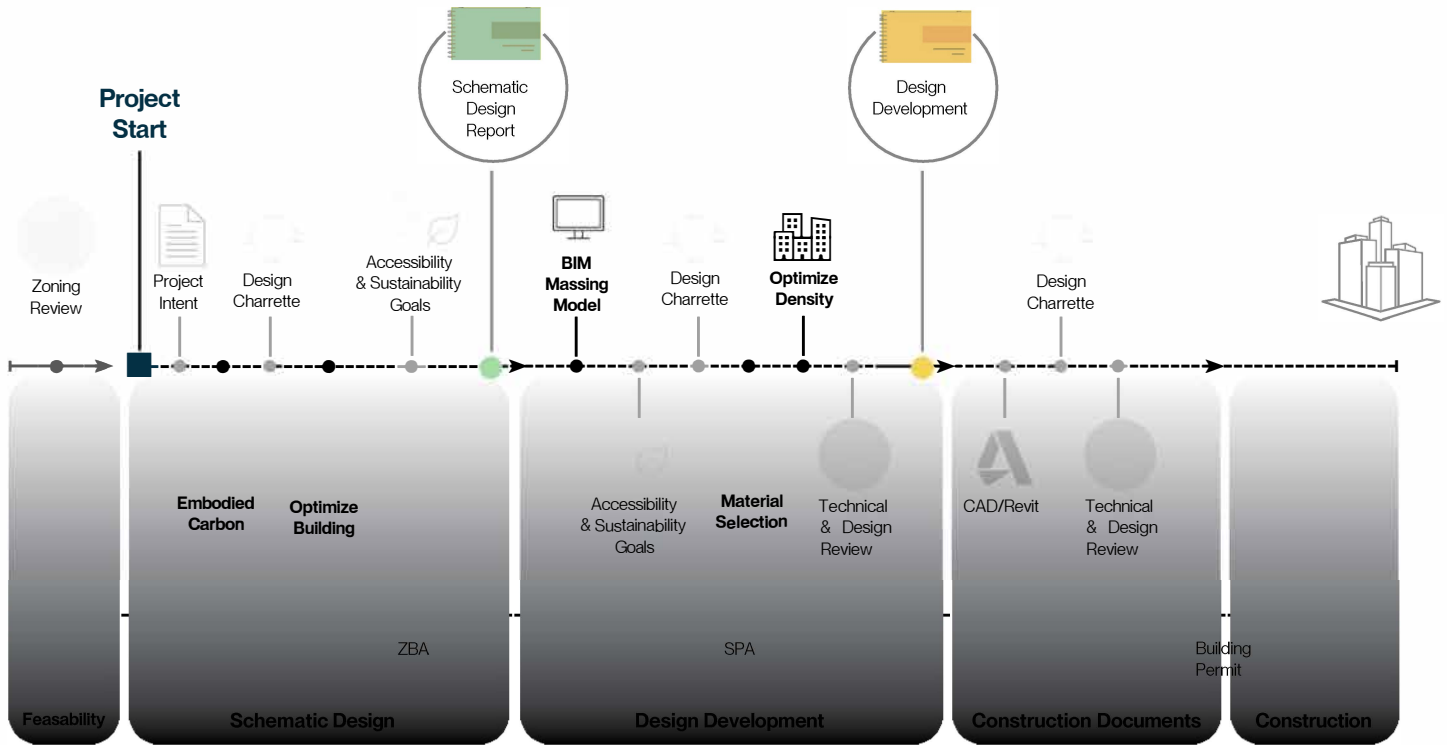 Schematic
Design
Report
Design
Development
Project
Start
Zoning
Review
Project
Intent
Design
Charrette
Accessibility
& Sustainability
Goals
BIM
Massing
Model
Design
Charrette
Optimize
Density
Design
Charrette
Embodied
Carbon
Optimize
Building
Accessibility
& Sustainability
Goals
Material
Selection
Technical
& Design
Review
CAD/Revit
Technical
& Design
Review
ZBA
SPA
Building
Permit
Feasability
Schematic Design
Design Development
Construction Documents
Construction